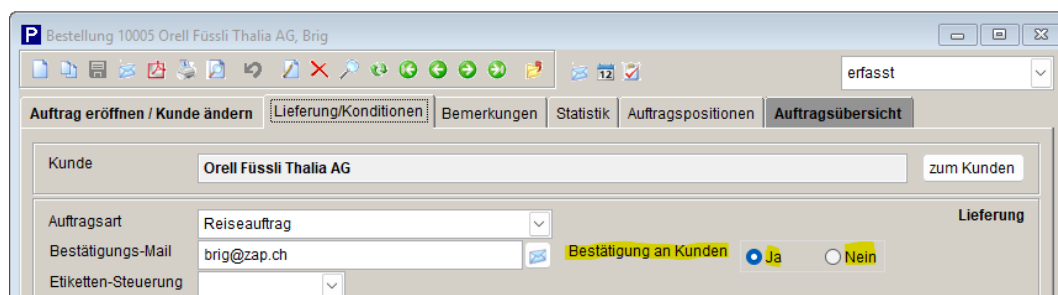 P Bestellung 10005 Orell Füssli Thalia AG, Brig
12
erfasst
Auftrag eröffnen / Kunde ändern Lieferung/Konditionen Bemerkungen Statistik Auftragspositionen Auftragsübersicht
Kunde Orell Füssli Thalia AG zum Kunden
Lieferung
Auftragsart Reiseauftrag
Bestätigungs-Mail brig@zap.ch Bestätigung an Kunden Ja Nein
Etiketten-Steuerung